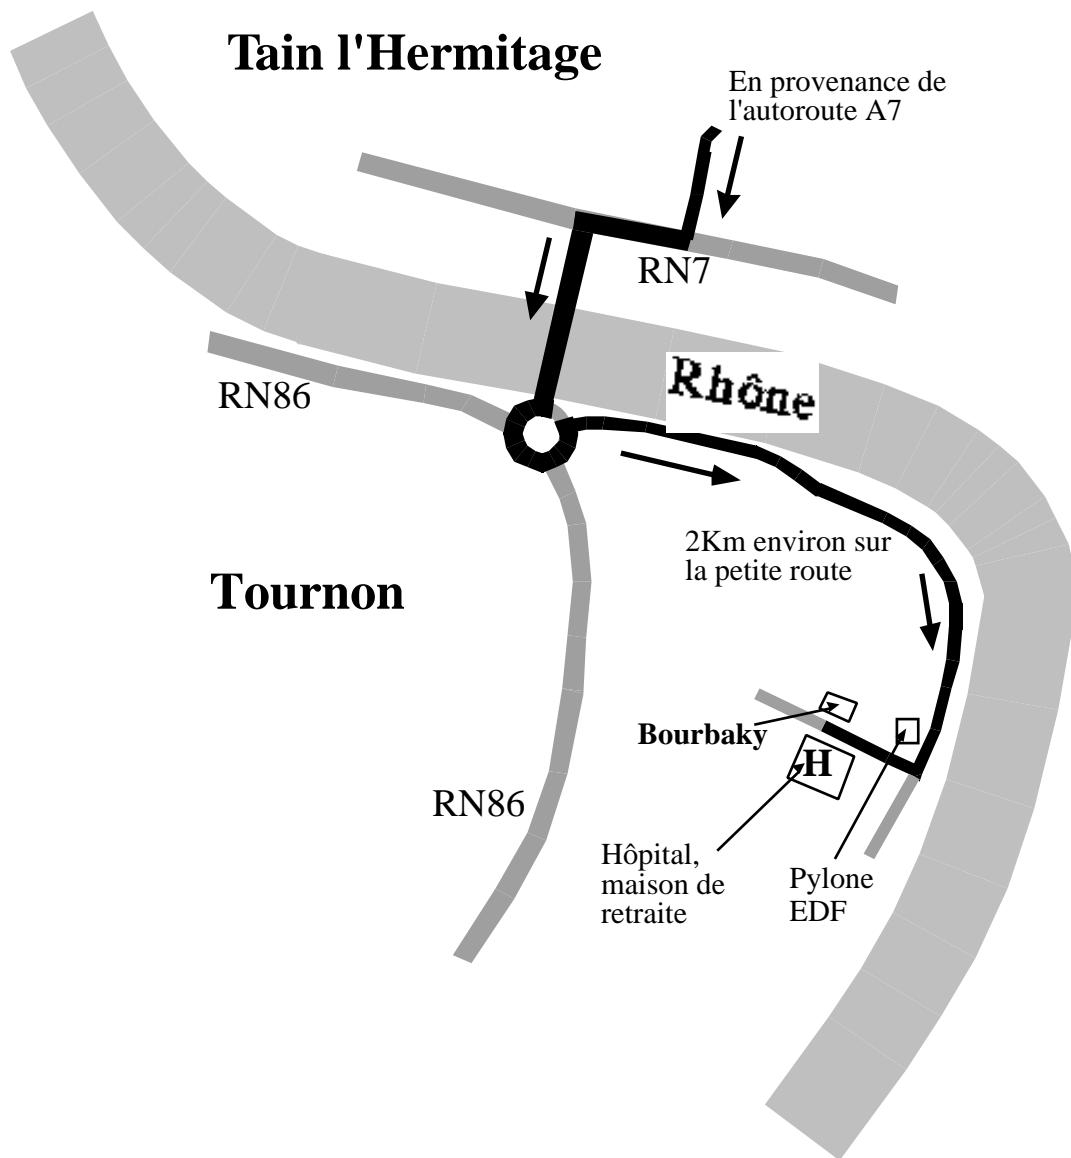 Tain l'Hermitage
En provenance de
l'autoroute A7
RN7
Rhône
RN86
2Km environ sur
la petite route
Tournon
Bourbaky
H
RN86
Hôpital,
maison de
retraite
Pylone
EDF